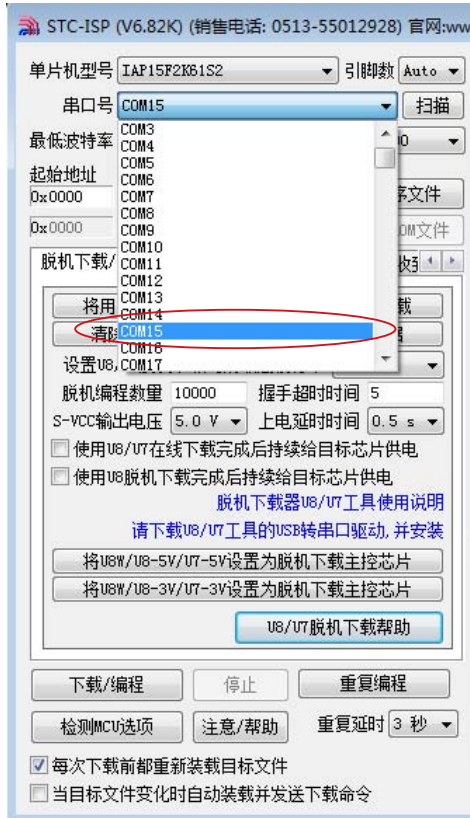 STC-ISP (V6.82K) (销售电话: 0513-55012928) 官网:ww
单片机型号 IAP15F2K61S2 引脚数 Auto
串口号 COM15 扫描
最低波特率
COM3
COM4
COM5
COM6
COM7
COM8
COM9
COM10
COM11
COM12
COM13
COM14
COM15
COM16
COM17
起始地址
0x0000 序文件
0x0000 OM文件
脱机下载/ 收
将用 载
清除
设置U8,
脱机编程数量 10000 握手超时时间 5
S-VCC输出电压 5.0 V 上电延时时间 0.5 s
使用U8/U7在线下载完成后持续给目标芯片供电
使用U8脱机下载完成后持续给目标芯片供电
脱机下载器U8/U7工具使用说明
请下载U8/U7工具的USB转串口驱动,并安装
将U8W/U8-5V/U7-5V设置为脱机下载主控芯片
将U8W/U8-3V/U7-3V设置为脱机下载主控芯片
U8/U7脱机下载帮助
下载/编程 停止 重复编程
检测MCU选项 注意/帮助 重复延时 3 秒
每次下载前都重新装载目标文件
当目标文件变化时自动装载并发送下载命令